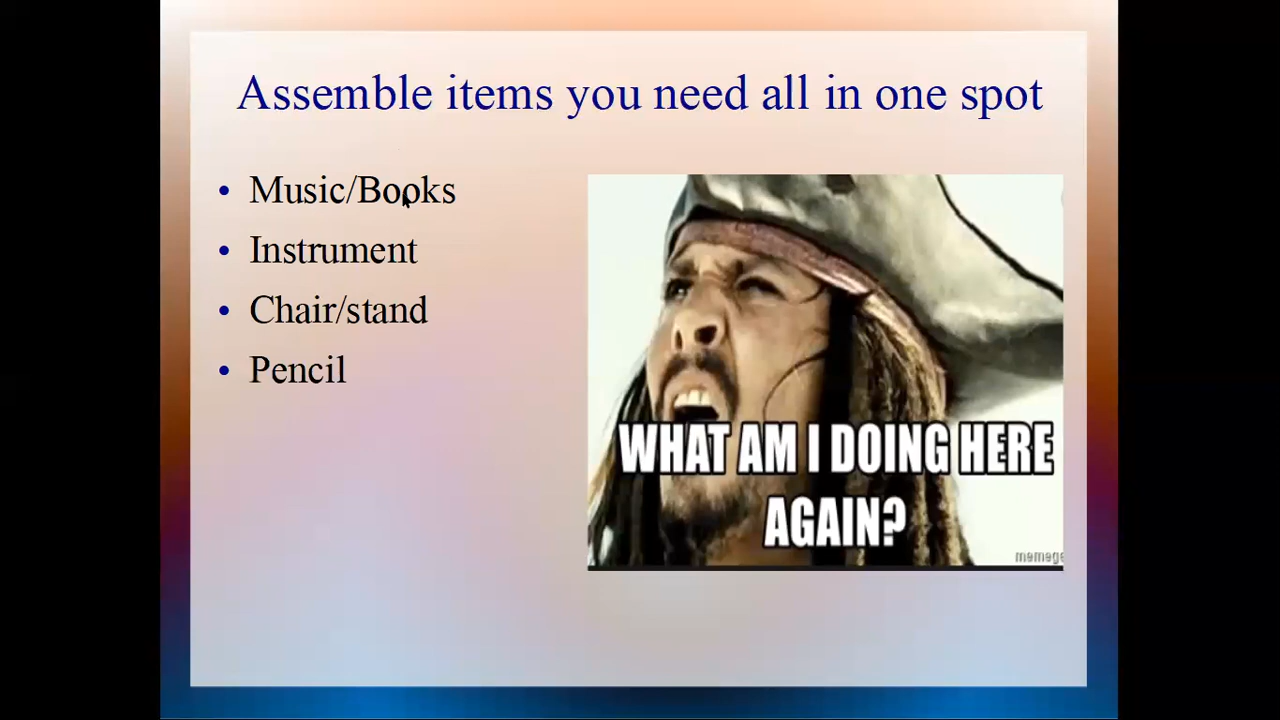 Assemble items you need all in one spot
• Music/Books
• Instrument
• Chair/stand
• Pencil
WHAT AM I DOING HERE
AGAIN?
memege